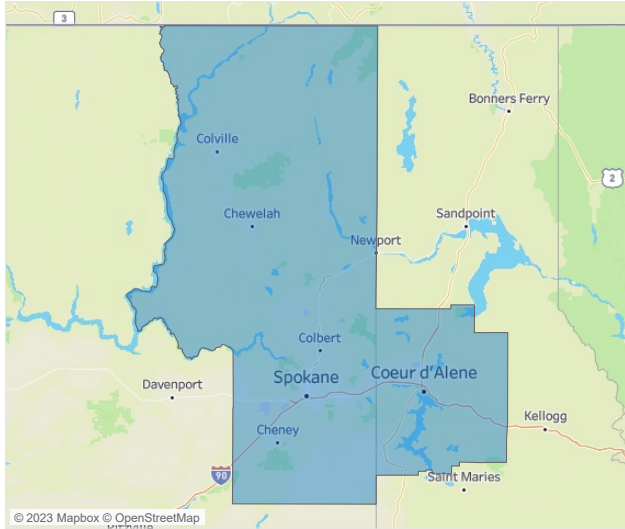 3
Bonners Ferry
Colville
2
Chewelah
Sandpoint
Newport
Colbert
Spokane
Coeur d'Alene
Davenport
Kellogg
Cheney
90
Saint Maries
© 2023 Mapbox © OpenStreetMap